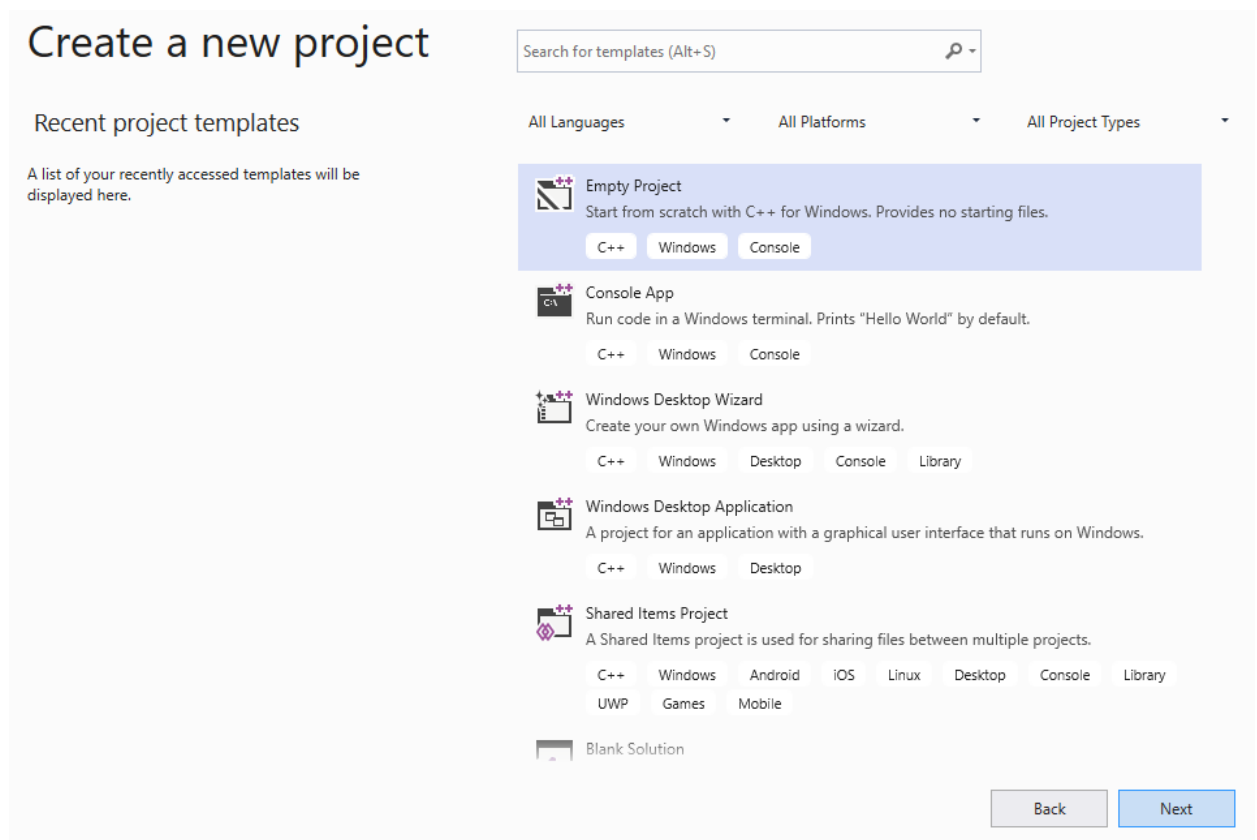 Create a new project
Search for templates (Alt+S)
Recent project templates
A list of your recently accessed templates will be
displayed here.
All Languages
All Platforms
All Project Types
Empty Project
Start from scratch with C++ for Windows. Provides no starting files.
C++ Windows Console
C:\
Console App
Run code in a Windows terminal. Prints "Hello World" by default.
C++ Windows Console
Windows Desktop Wizard
Create your own Windows app using a wizard.
C++ Windows Desktop Console Library
Windows Desktop Application
A project for an application with a graphical user interface that runs on Windows.
C++ Windows Desktop
Shared Items Project
A Shared Items project is used for sharing files between multiple projects.
C++ Windows Android iOS Linux Desktop Console Library
UWP Games Mobile
Blank Solution
Back
Next